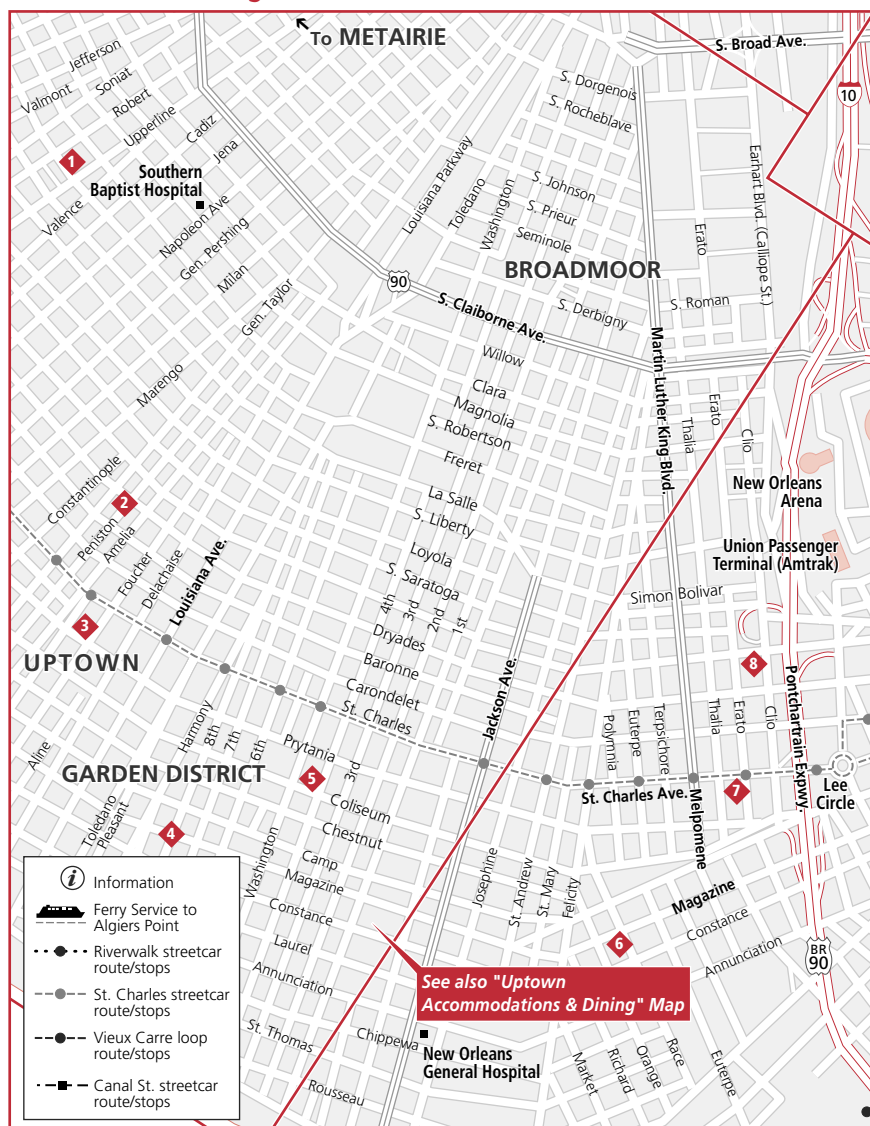 To METAIRIE
S. Broad Ave.
10
Jefferson
Soniat
Valmont
Robert
Upperline
Cadiz
Jena
1
Southern
Baptist Hospital
Valence
Napoleon Ave
Gen. Pershing
Milan
Gen. Taylor
Marengo
S. Dorgenois
S. Rocheblave
Louisiana Parkway
Toledano
Washington
S. Johnson
S. Prieur
Seminole
BROADMOOR
Earhart Blvd. (Calliope St.)
Erato
S. Roman
90
S. Claiborne Ave.
S. Derbigny
Martin Luther King Blvd.
Willow
Clara
Magnolia
S. Robertson
Freret
La Salle
S. Liberty
Loyola
S. Saratoga
4th
3rd
2nd
1st
Dryades
Baronne
Carondelet
St. Charles
Thalia
Erato
Clio
New Orleans
Arena
Union Passenger
Terminal (Amtrak)
Simon Bolivar
Constantinople
2
Peniston
Amelia
Foucher
Delachaise
Louisiana Ave.
3
UPTOWN
Jackson Ave.
8
Pontchartrain Expwy.
Polymnia
Euterpe
Terpsichore
Thalia
Erato
Clio
Aline
Harmony
8th
7th
6th
Prytania
3rd
GARDEN DISTRICT
5
St. Charles Ave.
7
Lee
Circle
Melpomene
Coliseum
Chestnut
Toledano
Pleasant
4
Washington
Camp
Magazine
Constance
Laurel
Annunciation
St. Thomas
Chippewa
Rousseau
Josephine
St. Andrew
St. Mary
Felicity
Magazine
Constance
Annunciation
6
BR
90
See also "Uptown
Accommodations & Dining" Map
New Orleans
General Hospital
Market
Richard
Orange
Race
Euterpe
i Information
Ferry Service to
Algiers Point
Riverwalk streetcar
route/stops
St. Charles streetcar
route/stops
Vieux Carre loop
route/stops
Canal St. streetcar
route/stops